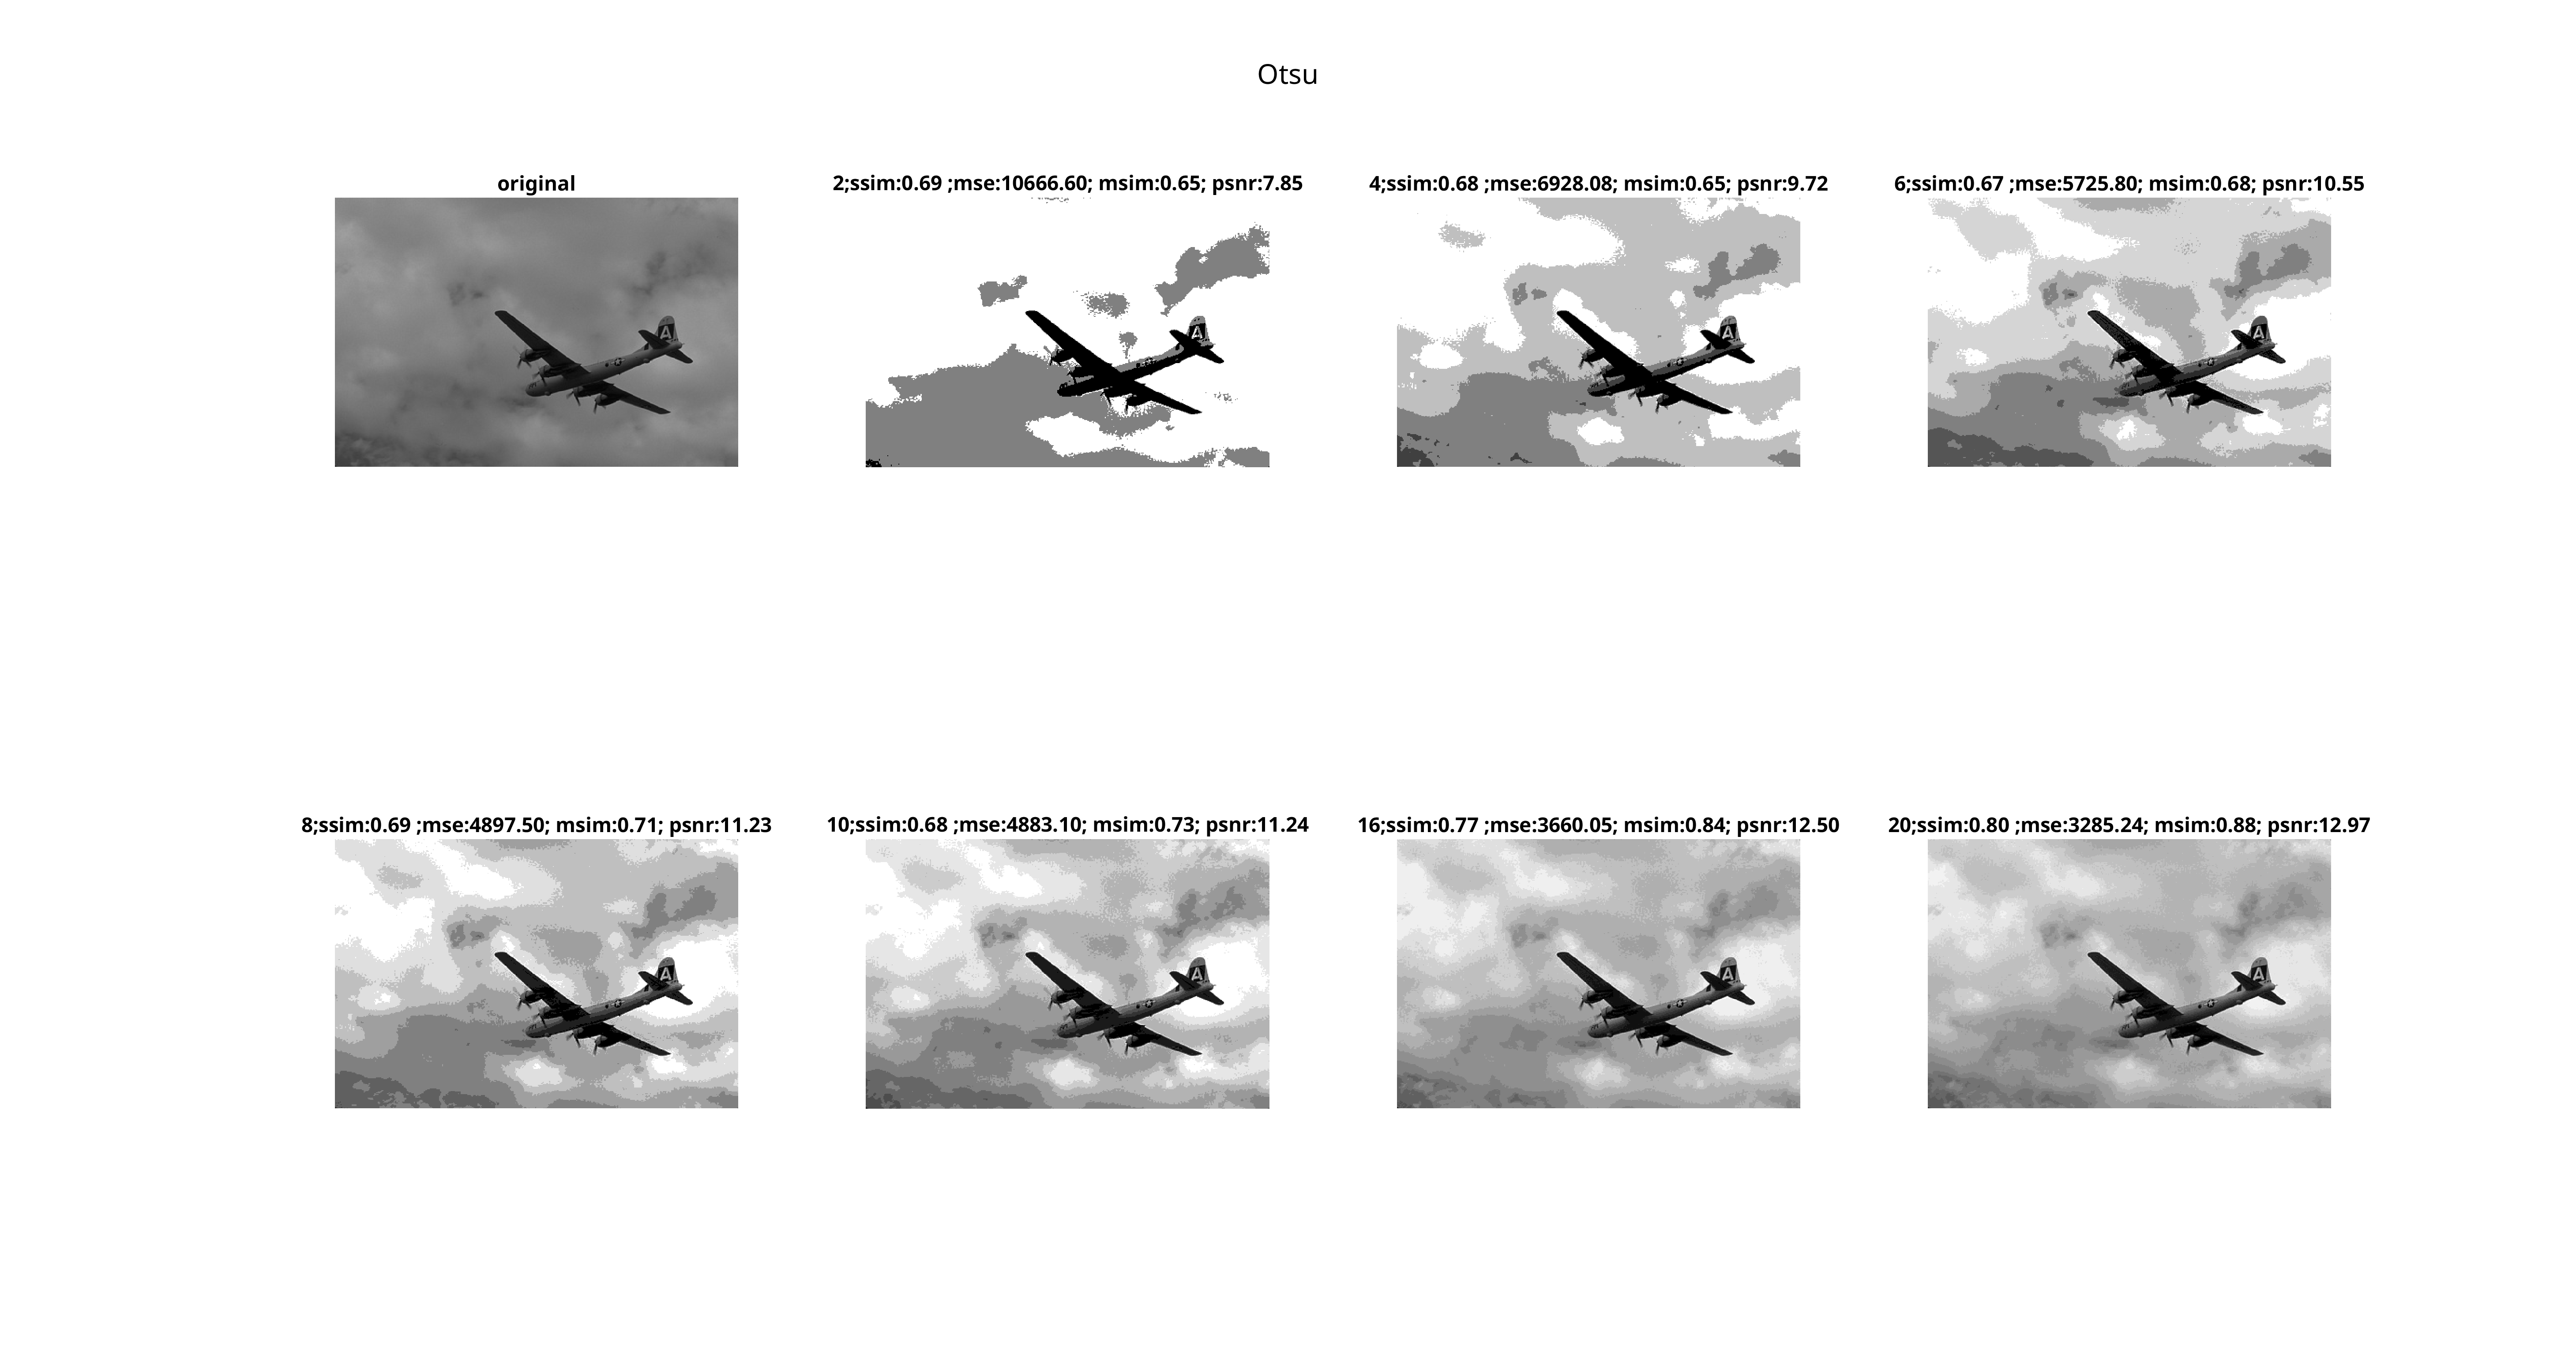 Otsu
original
2;ssim:0.69 ;mse:10666.60; msim:0.65; psnr:7.85
4;ssim:0.68 ;mse:6928.08; msim:0.65; psnr:9.72
6;ssim:0.67 ;mse:5725.80; msim:0.68; psnr:10.55
A
A
A
A
8;ssim:0.69 ;mse:4897.50; msim:0.71; psnr:11.23
10;ssim:0.68 ;mse:4883.10; msim:0.73; psnr:11.24
16;ssim:0.77 ;mse:3660.05; msim:0.84; psnr:12.50
20;ssim:0.80 ;mse:3285.24; msim:0.88; psnr:12.97
A
A
A
A